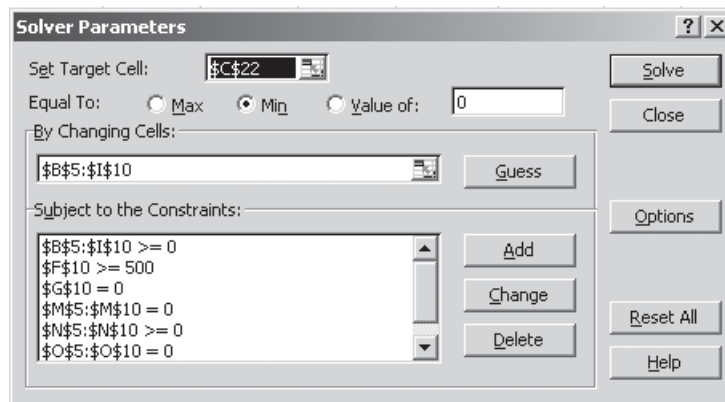 Solver Parameters ? ×
Set Target Cell: $C$22
Equal To: Max Min Value of: 0
By Changing Cells:
$B$5:$I$10
Guess
Subject to the Constraints:
$B$5:$I$10 >= 0
$F$10 >= 500
$G$10 = 0
$M$5:$M$10 = 0
$N$5:$N$10 >= 0
$O$5:$O$10 = 0
Add
Change
Delete
Solve
Close
Options
Reset All
Help